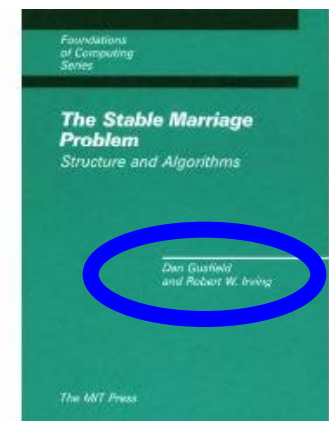 Foundations
of Computing
Series
The Stable Marriage
Problem
Structure and Algorithms
Dan Gusfield
and Robert W. Irving
The MIT Press